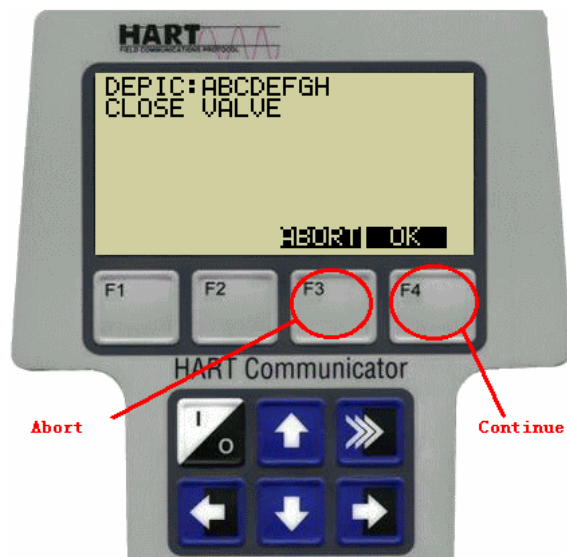 HART
FIELD COMMUNICATIONS PROTOCOL
DEPIC:ABCDEFGH
CLOSE VALVE
ABORT OK
F1 F2 F3 F4
HART Communicator
I
O
Abort
Continue